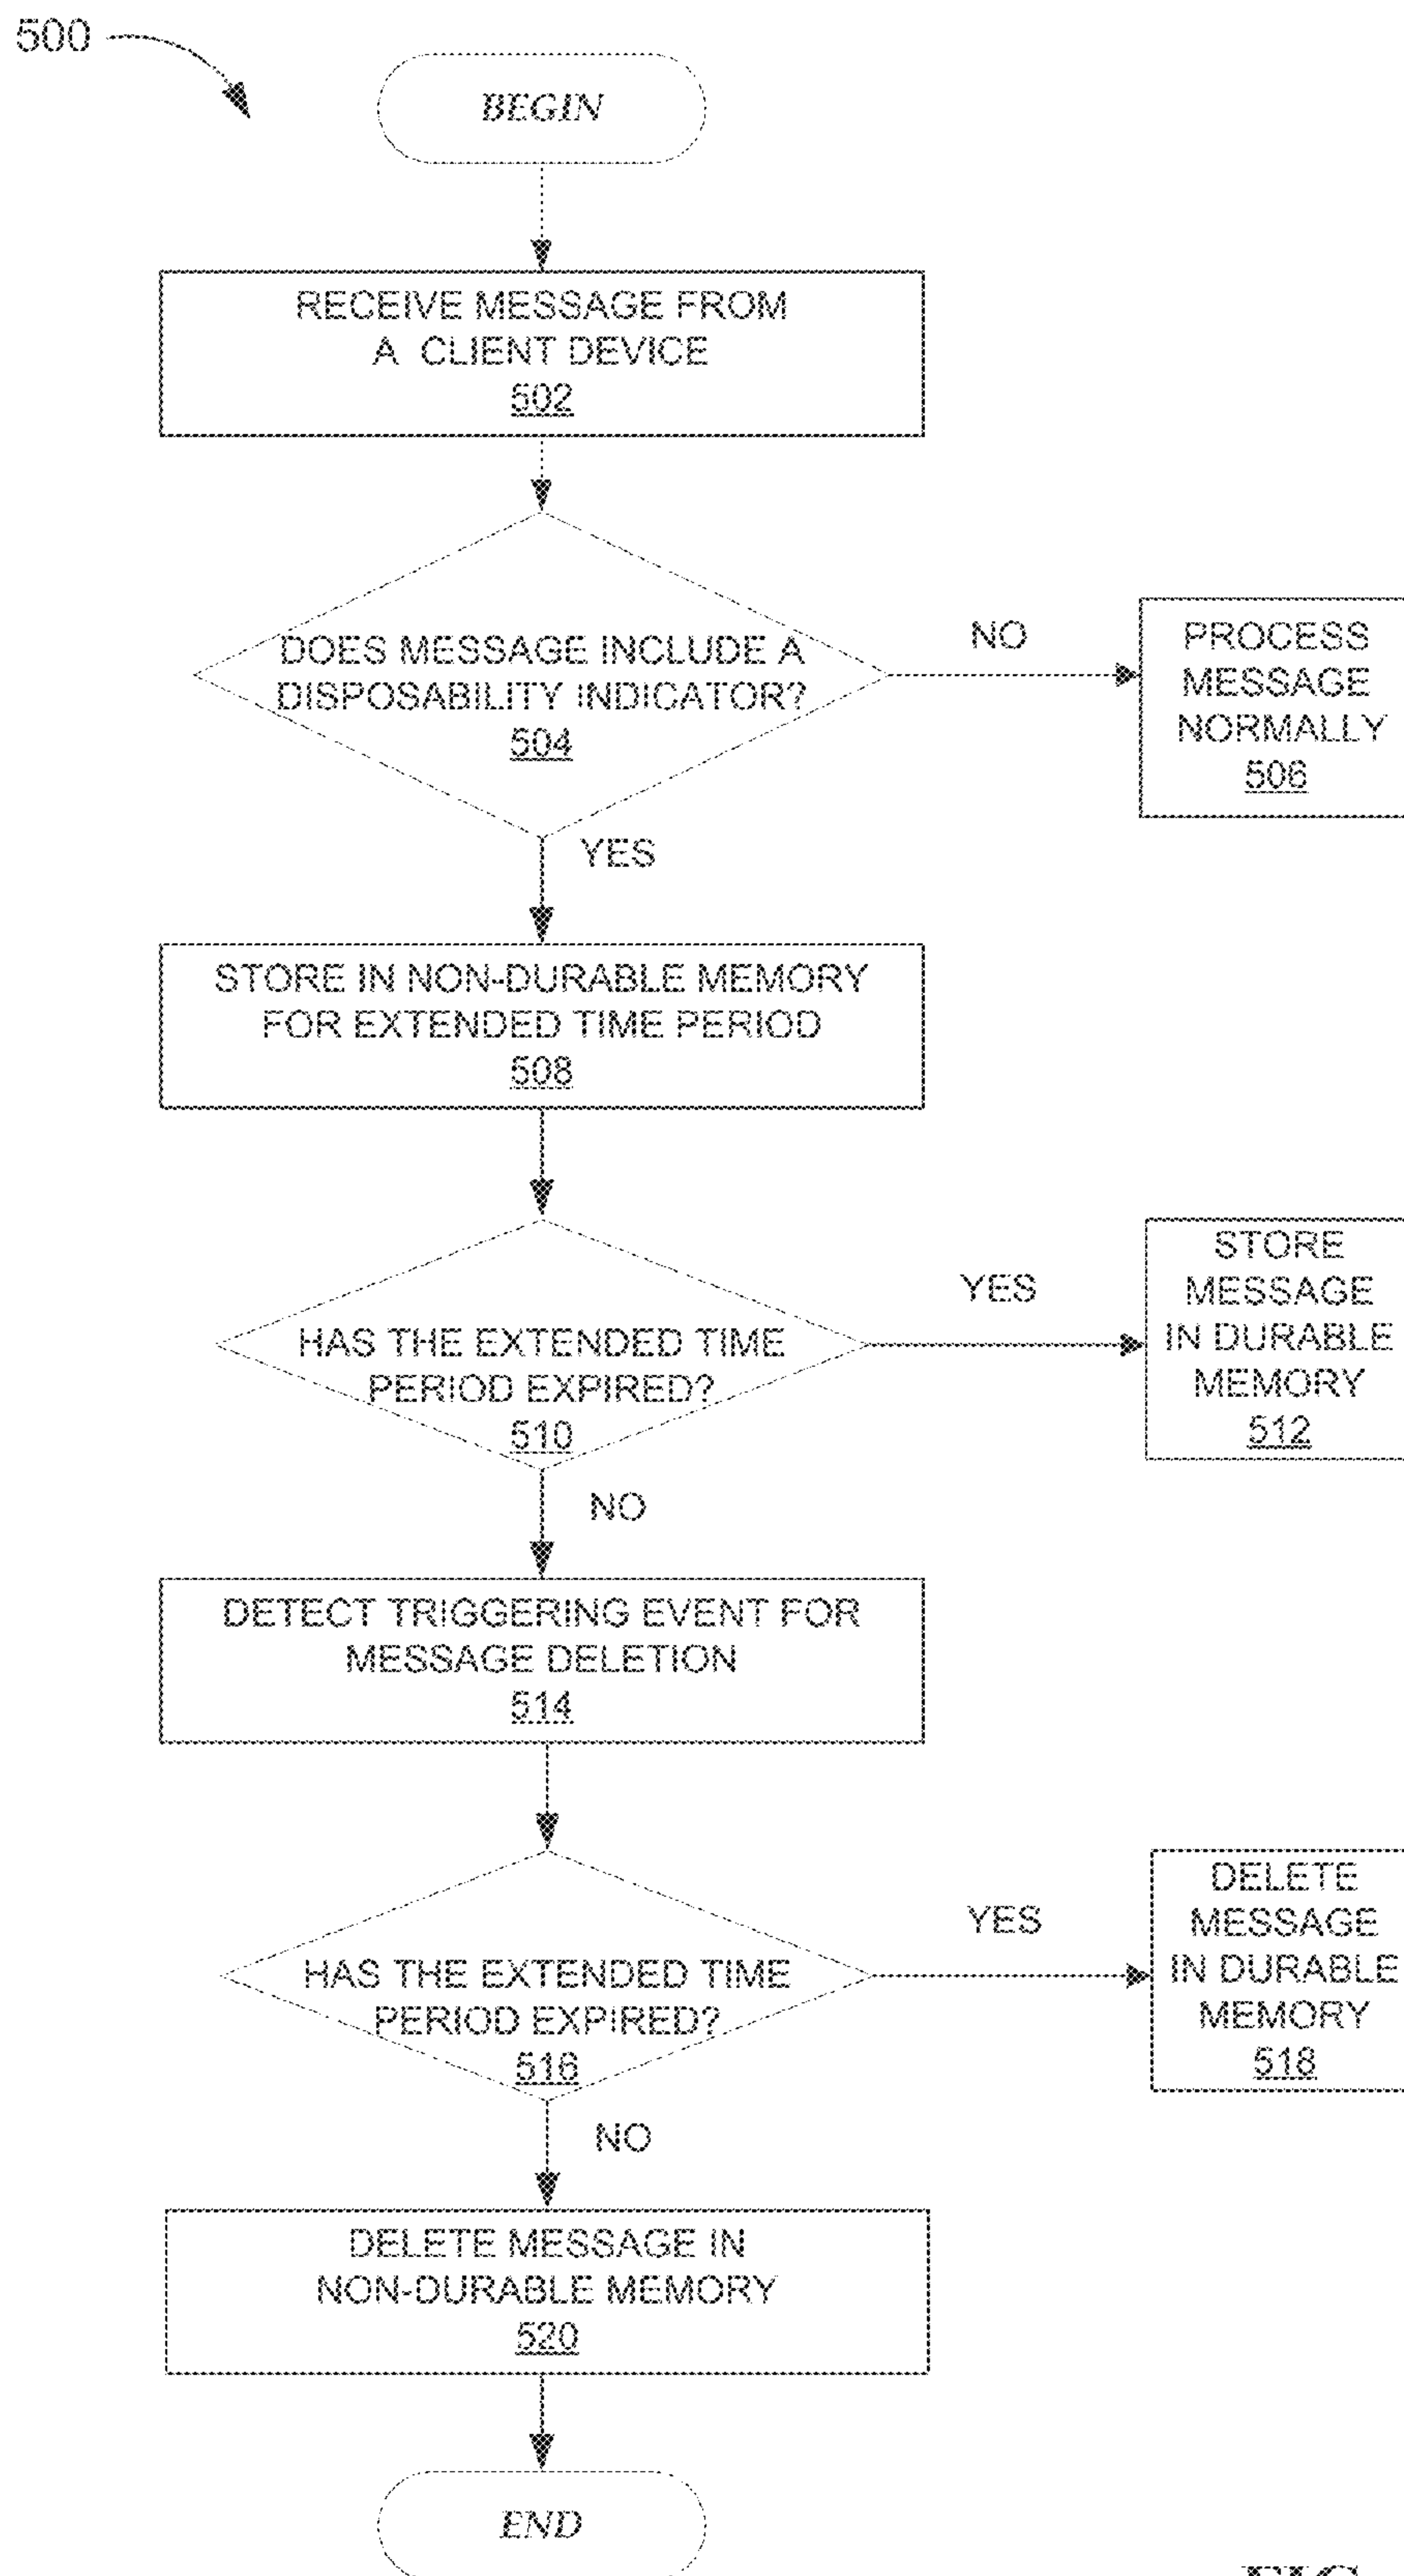 500
BEGIN
RECEIVE MESSAGE FROM
A CLIENT DEVICE
502
DOES MESSAGE INCLUDE A
DISPOSABILITY INDICATOR?
504
NO
PROCESS
MESSAGE
NORMALLY
506
YES
STORE IN NON-DURABLE MEMORY
FOR EXTENDED TIME PERIOD
508
HAS THE EXTENDED TIME
PERIOD EXPIRED?
510
YES
STORE
MESSAGE
IN DURABLE
MEMORY
512
NO
DETECT TRIGGERING EVENT FOR
MESSAGE DELETION
514
HAS THE EXTENDED TIME
PERIOD EXPIRED?
516
YES
DELETE
MESSAGE
IN DURABLE
MEMORY
518
NO
DELETE MESSAGE IN
NON-DURABLE MEMORY
520
END